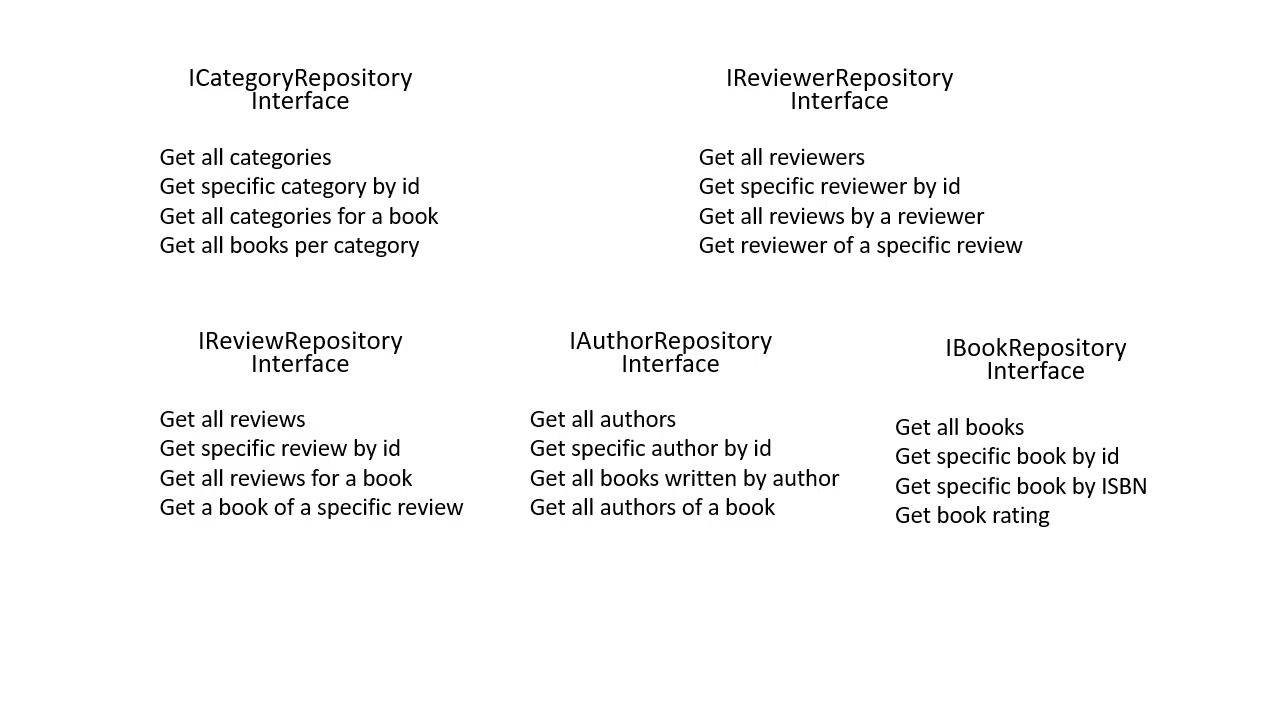 ICategoryRepository
Interface
Get all categories
Get specific category by id
Get all categories for a book
Get all books per category
IReviewerRepository
Interface
Get all reviewers
Get specific reviewer by id
Get all reviews by a reviewer
Get reviewer of a specific review
IReviewRepository
Interface
Get all reviews
Get specific review by id
Get all reviews for a book
Get a book of a specific review
IAuthorRepository
Interface
Get all authors
Get specific author by id
Get all books written by author
Get all authors of a book
IBookRepository
Interface
Get all books
Get specific book by id
Get specific book by ISBN
Get book rating